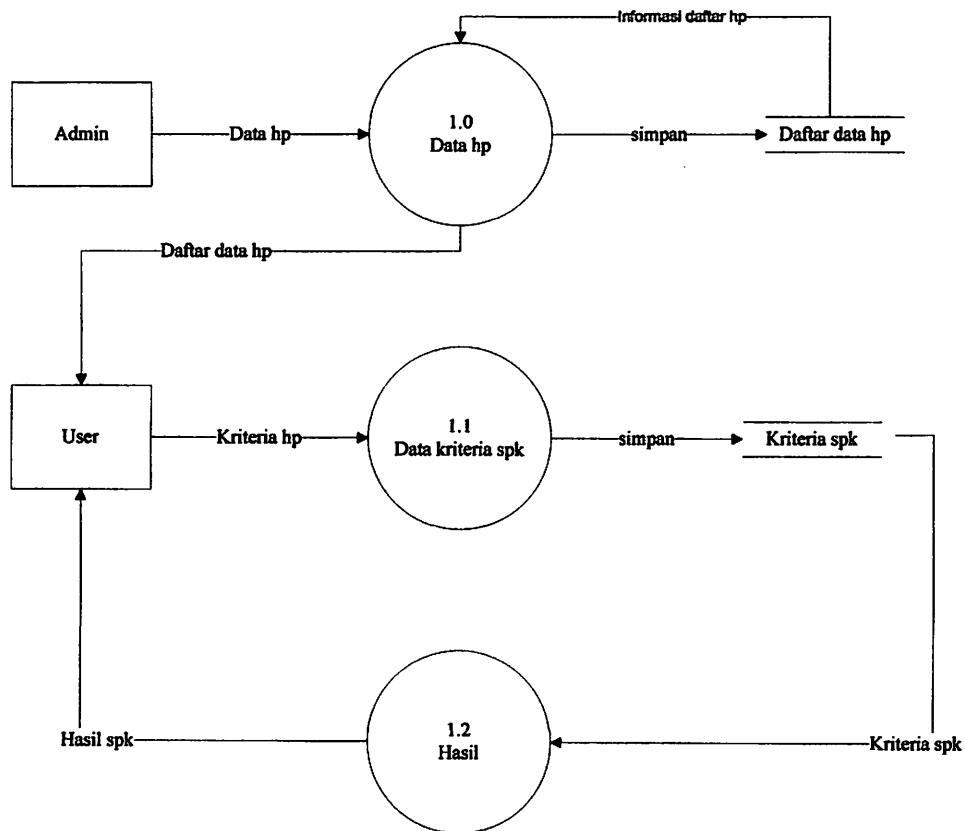 Informasi daftar hp
Admin
Data hp
1.0
Data hp
simpan
Daftar data hp
Daftar data hp
User
Kriteria hp
1.1
Data kriteria spk
simpan
Kriteria spk
Hasil spk
1.2
Hasil
Kriteria spk